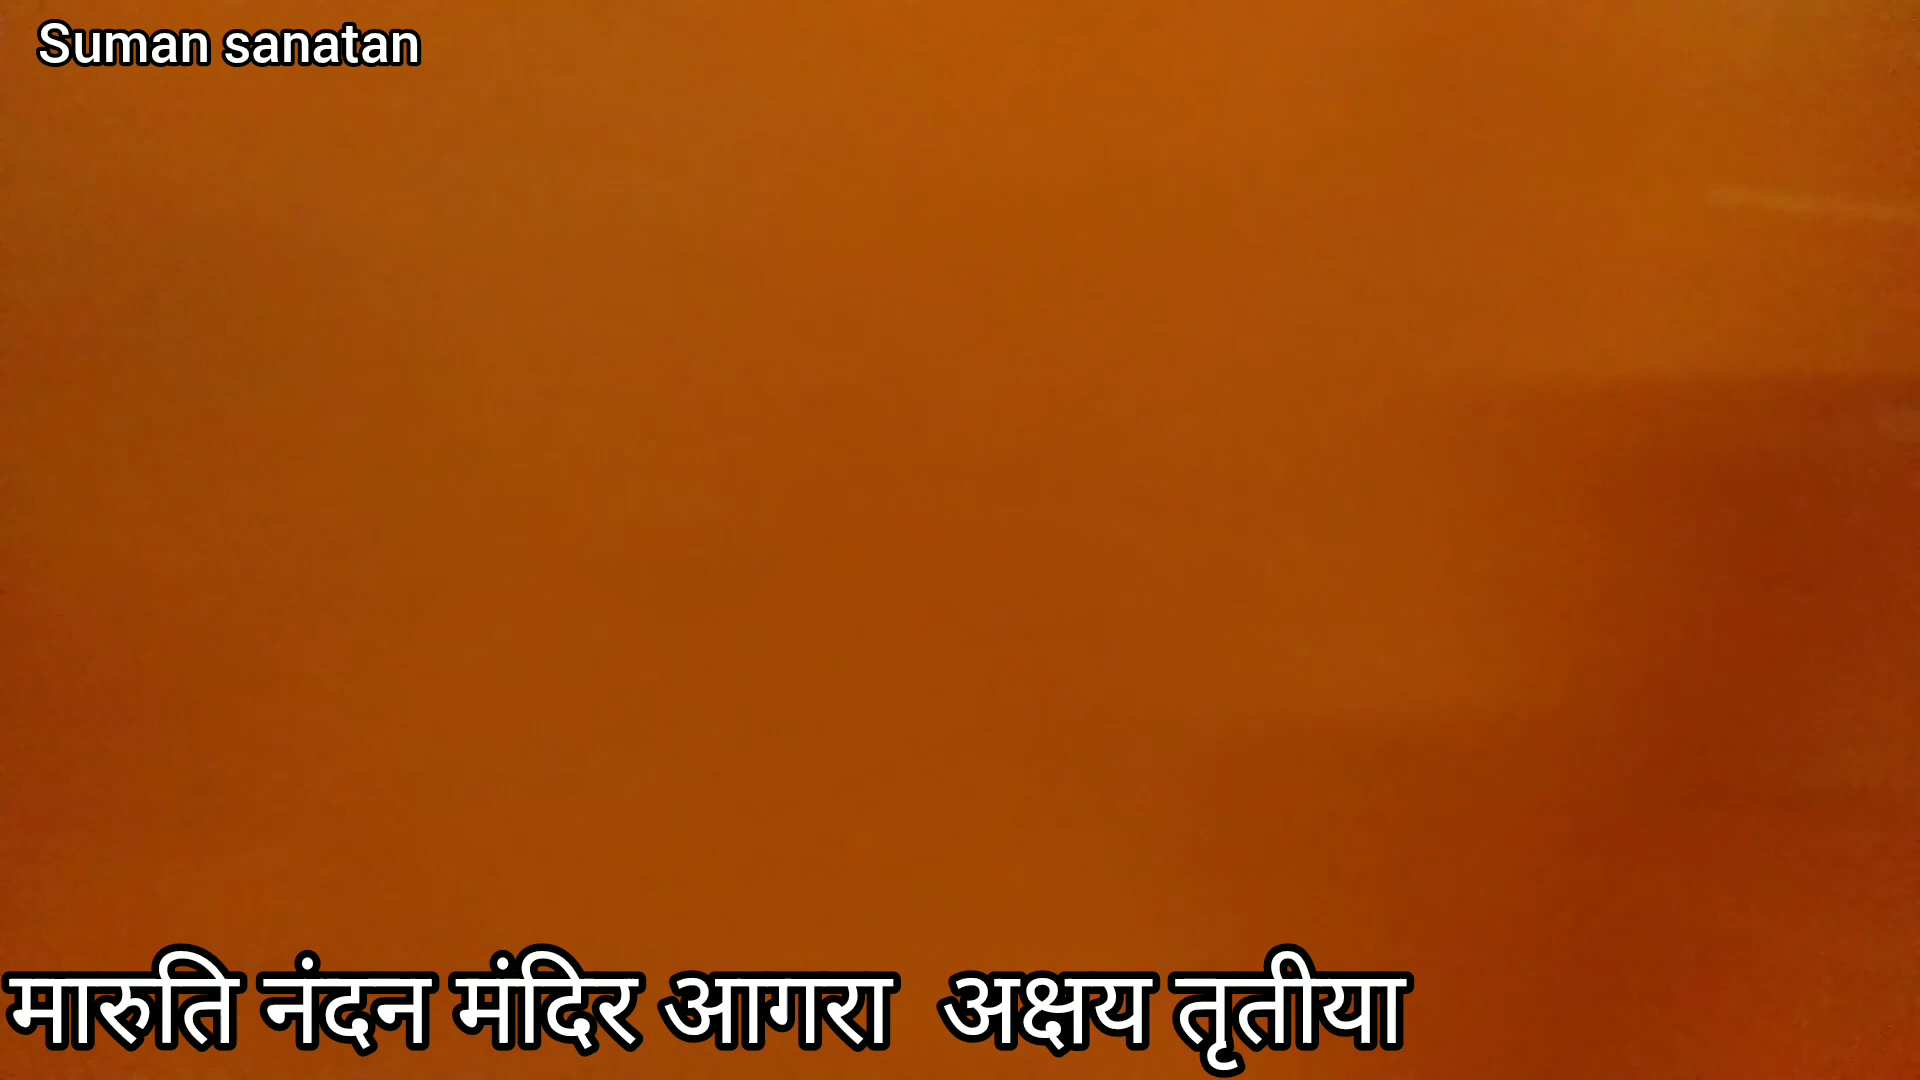 Suman sanatan
मारुति नंदन मंदिर आगरा अक्षय तृतीया